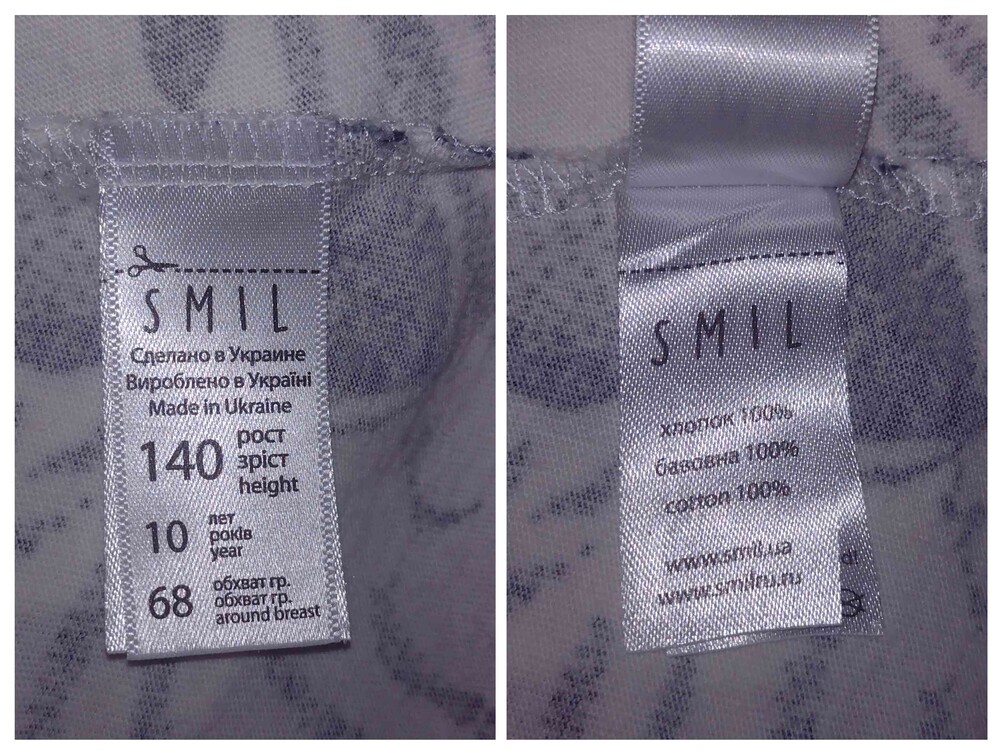 SMIL
Сделано в Украине
Вироблено в Україні
Made in Ukraine
140 рост
зріст
height
10 лет
років
year
68 обхват гр.
обхват гр.
around breast
SMIL
хлопок 100%
бавовна 100%
cotton 100%
www.smil.ua
www.smilru.ru